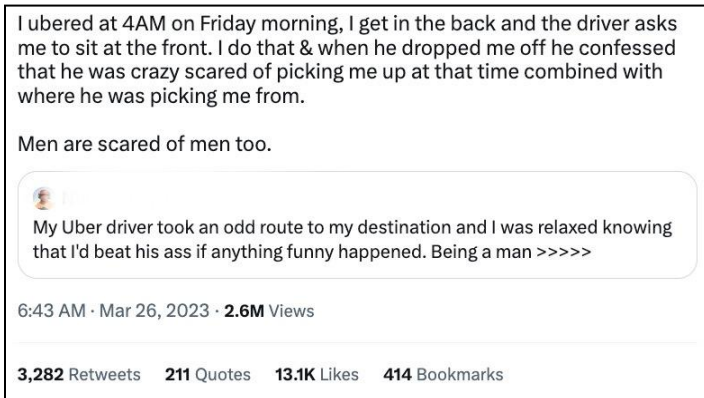 I ubered at 4AM on Friday morning, I get in the back and the driver asks
me to sit at the front. I do that & when he dropped me off he confessed
that he was crazy scared of picking me up at that time combined with
where he was picking me from.
Men are scared of men too.
My Uber driver took an odd route to my destination and I was relaxed knowing
that I'd beat his ass if anything funny happened. Being a man >>>>>
6:43 AM · Mar 26, 2023 · 2.6M Views
3,282 Retweets 211 Quotes 13.1K Likes 414 Bookmarks